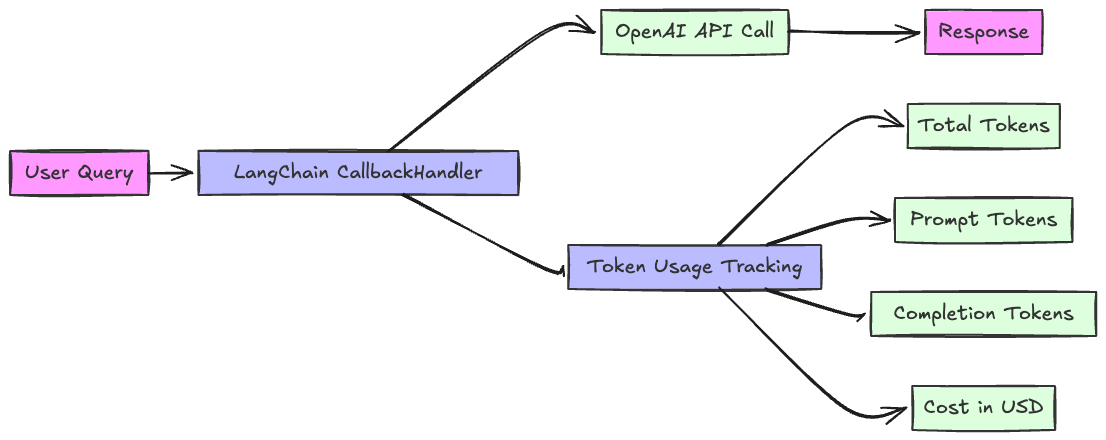 OpenAI API Call
Response
Total Tokens
User Query
LangChain CallbackHandler
Prompt Tokens
Token Usage Tracking
Completion Tokens
Cost in USD